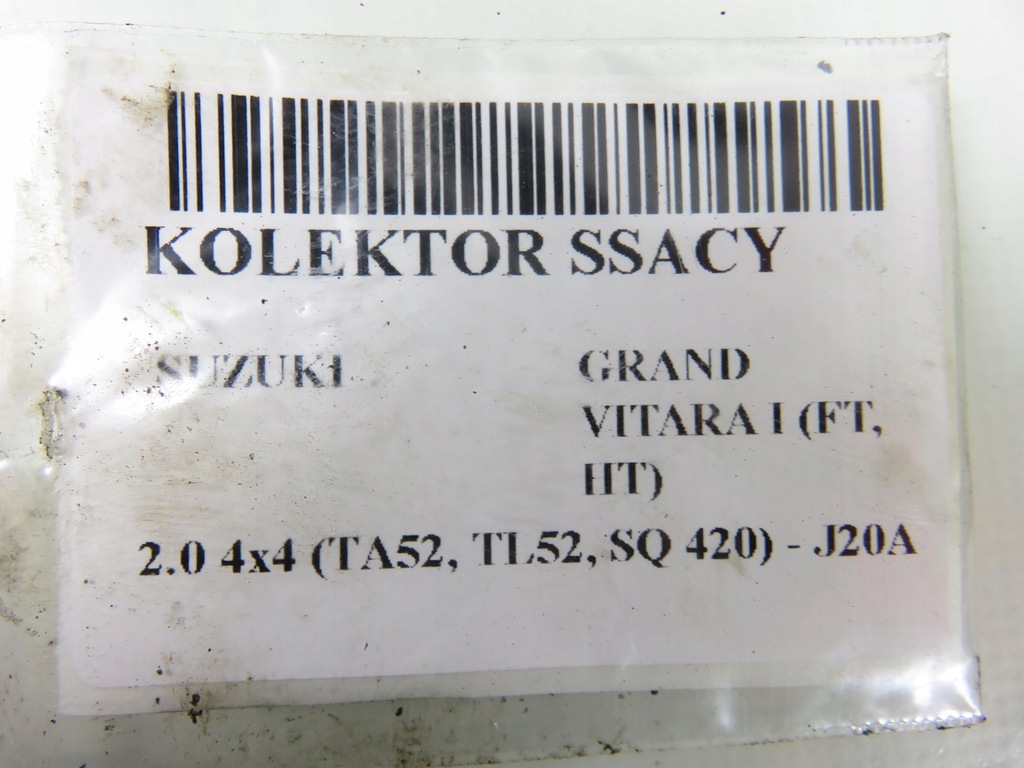 KOLEKTOR SSACY
SUZUKI
GRAND
VITARA I (FT,
HT)
2.0 4x4 (TA52, TL52, SQ 420) - J20A